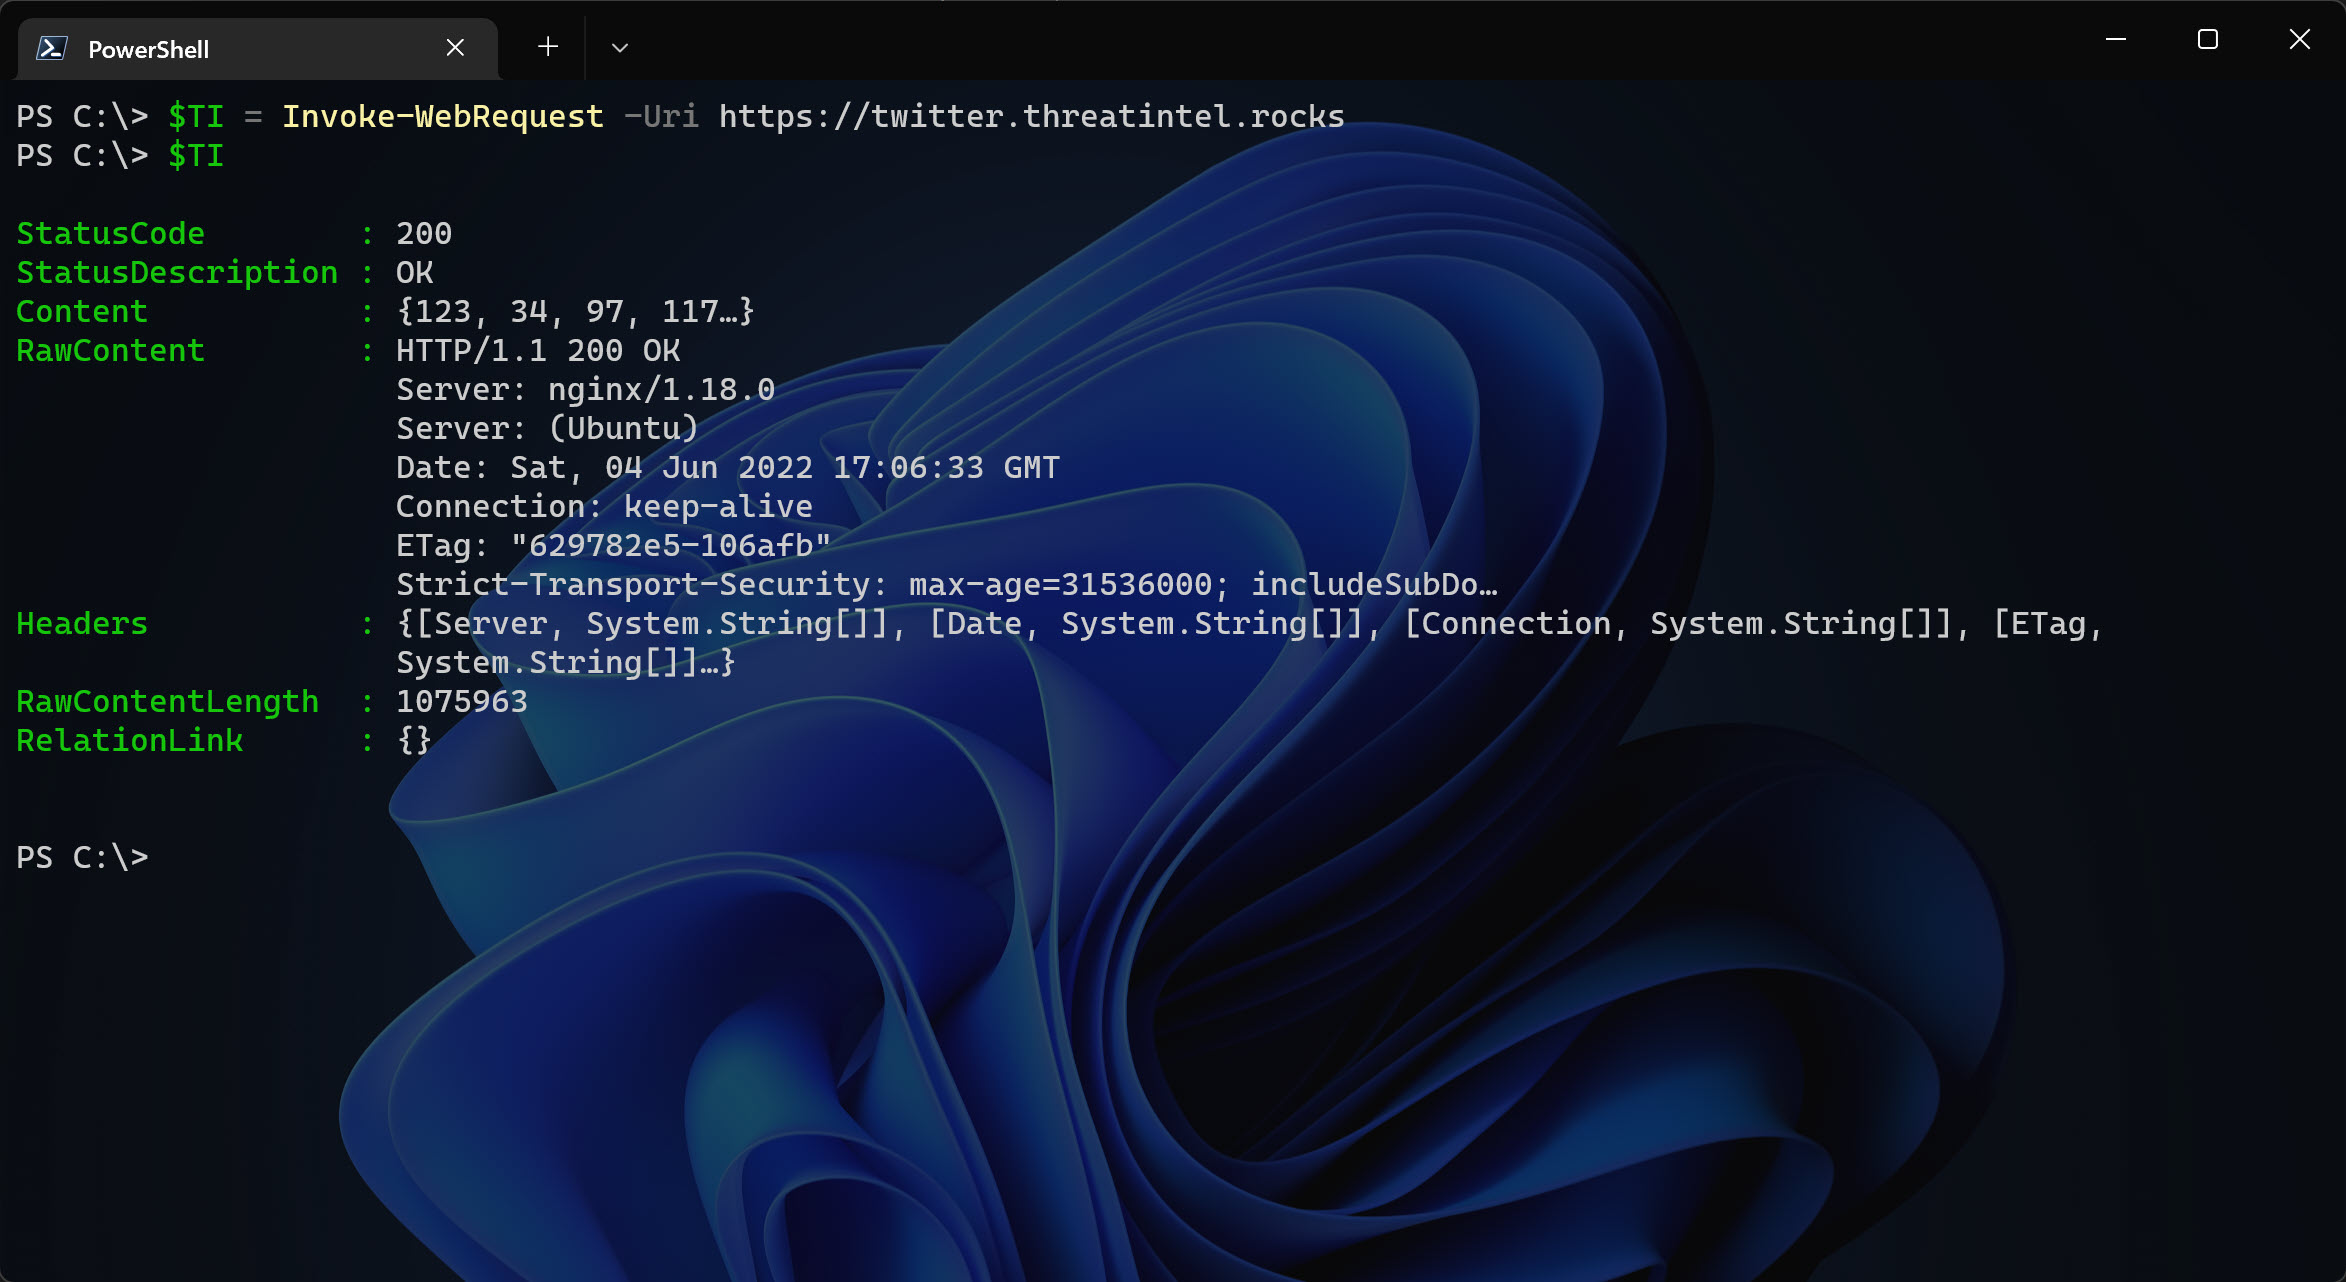 PowerShell
PS C:\> $TI = Invoke-WebRequest -Uri https://twitter.threatintel.rocks
PS C:\> $TI
StatusCode : 200
StatusDescription : OK
Content : {123, 34, 97, 117…}
RawContent : HTTP/1.1 200 OK
Server: nginx/1.18.0
Server: (Ubuntu)
Date: Sat, 04 Jun 2022 17:06:33 GMT
Connection: keep-alive
ETag: "629782e5-106afb"
Strict-Transport-Security: max-age=31536000; includeSubDo…
Headers : {[Server, System.String[]], [Date, System.String[]], [Connection, System.String[]], [ETag,
System.String[]]…}
RawContentLength : 1075963
RelationLink : {}
PS C:\>